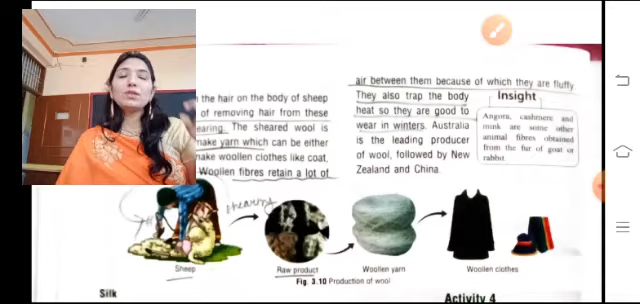 n the hair on the body of sheep
of removing hair from these
earing. The sheared wool is
make yarn which can be either
make woollen clothes like coat,
Woollen fibres retain a lot of
air between them because of which they are fluffy.
They also trap the body
heat so they are good to
wear in winters. Australia
is the leading producer
of wool, followed by New
Zealand and China.
Insight
Angora, cashmere and
mink are some other
animal fibres obtained
from the fur of goat or
rabbit.
shearing
Sheep
Raw product
Woollen yarn
Woollen clothes
Fig. 3.10 Production of wool
Silk
Activity 4